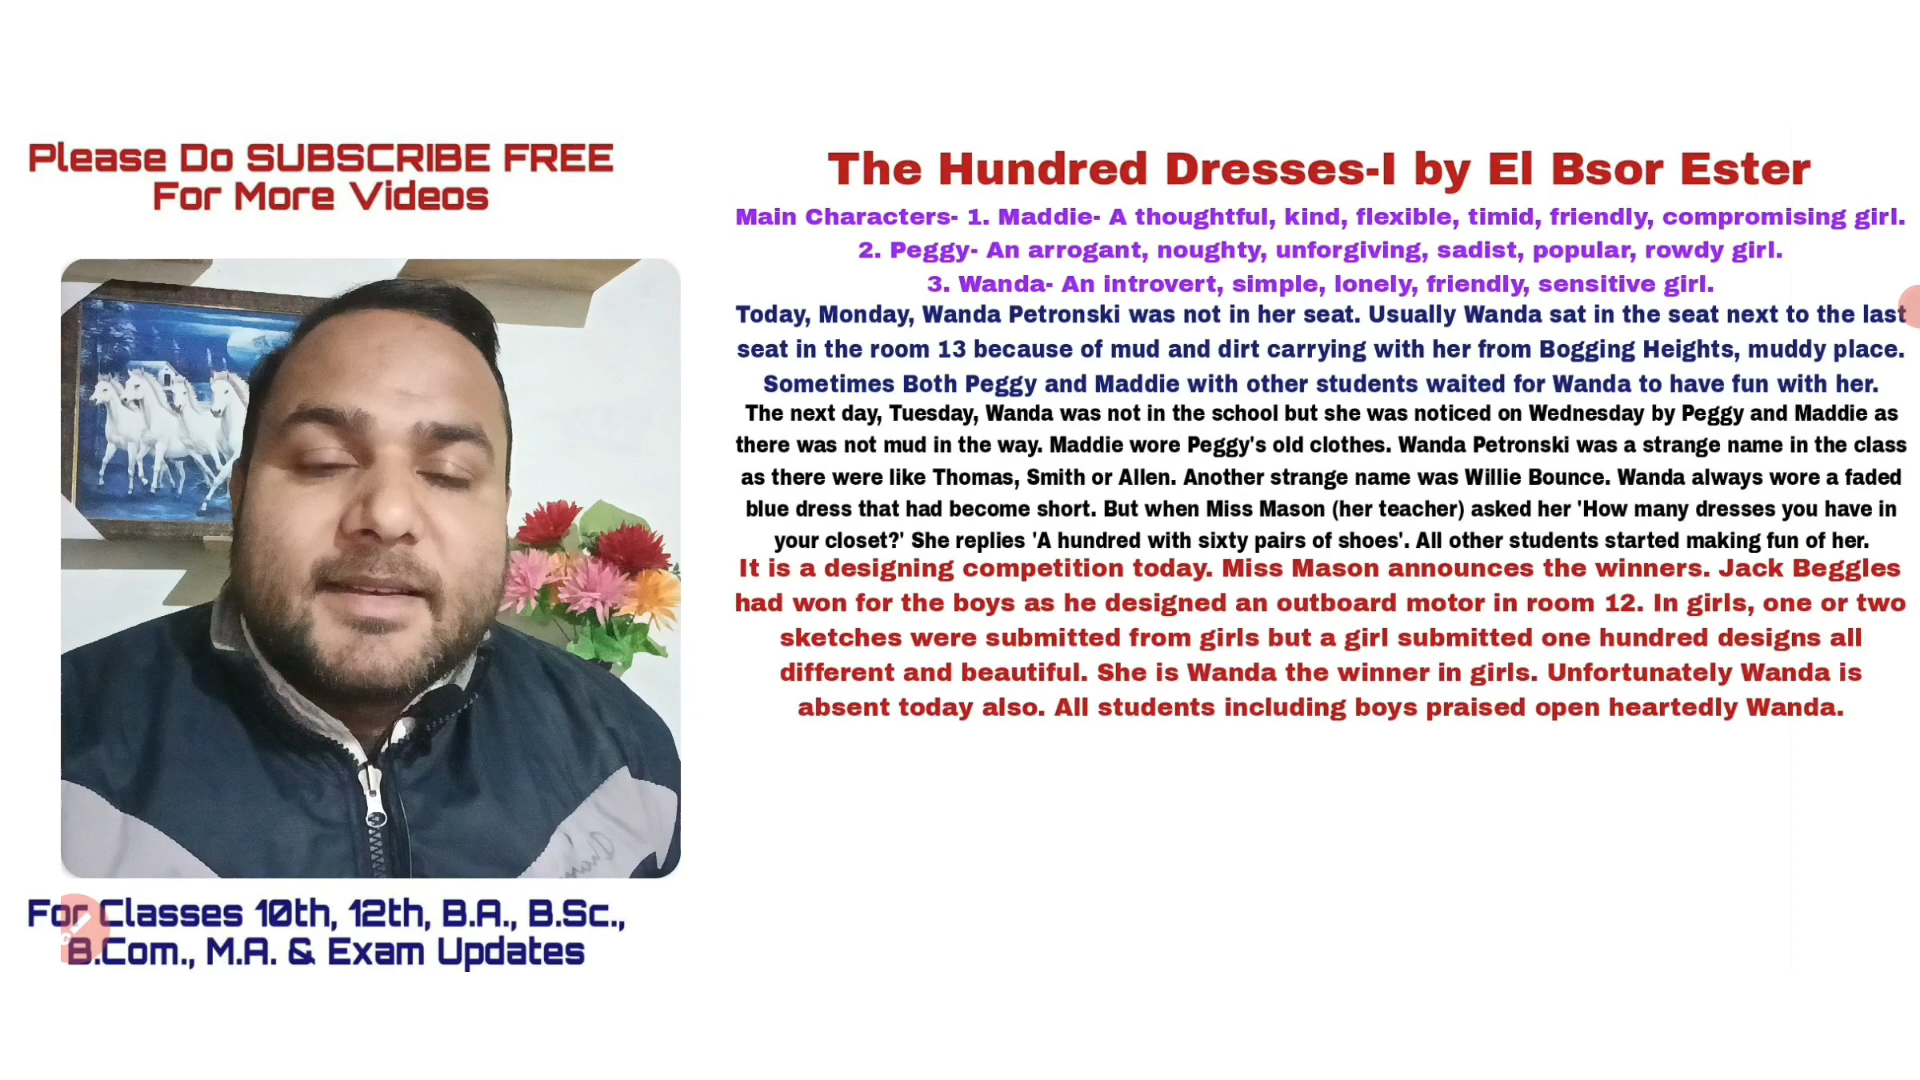 Please Do SUBSCRIBE FREE
For More Videos
For Classes 10th, 12th, B.A., B.Sc.,
B.Com., M.A. & Exam Updates
The Hundred Dresses-I by El Bsor Ester
Main Characters- 1. Maddie- A thoughtful, kind, flexible, timid, friendly, compromising girl.
2. Peggy- An arrogant, noughty, unforgiving, sadist, popular, rowdy girl.
3. Wanda- An introvert, simple, lonely, friendly, sensitive girl.
Today, Monday, Wanda Petronski was not in her seat. Usually Wanda sat in the seat next to the last
seat in the room 13 because of mud and dirt carrying with her from Bogging Heights, muddy place.
Sometimes Both Peggy and Maddie with other students waited for Wanda to have fun with her.
The next day, Tuesday, Wanda was not in the school but she was noticed on Wednesday by Peggy and Maddie as
there was not mud in the way. Maddie wore Peggy's old clothes. Wanda Petronski was a strange name in the class
as there were like Thomas, Smith or Allen. Another strange name was Willie Bounce. Wanda always wore a faded
blue dress that had become short. But when Miss Mason (her teacher) asked her 'How many dresses you have in
your closet?' She replies 'A hundred with sixty pairs of shoes'. All other students started making fun of her.
It is a designing competition today. Miss Mason announces the winners. Jack Beggles
had won for the boys as he designed an outboard motor in room 12. In girls, one or two
sketches were submitted from girls but a girl submitted one hundred designs all
different and beautiful. She is Wanda the winner in girls. Unfortunately Wanda is
absent today also. All students including boys praised open heartedly Wanda.